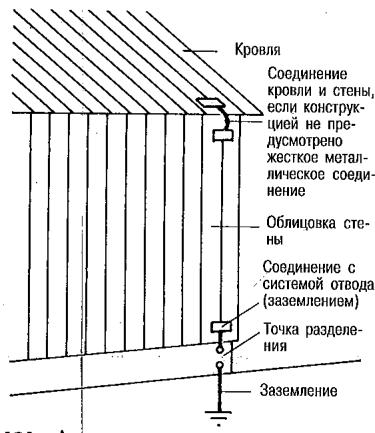 Кровля
Соединение
кровли и стены,
если конструк-
цией не пре-
дусмотрено
жесткое метал-
лическое соеди-
нение
Облицовка сте-
ны
Соединение с
системой отвода
(заземлением)
Точка разделе-
ния
Заземление